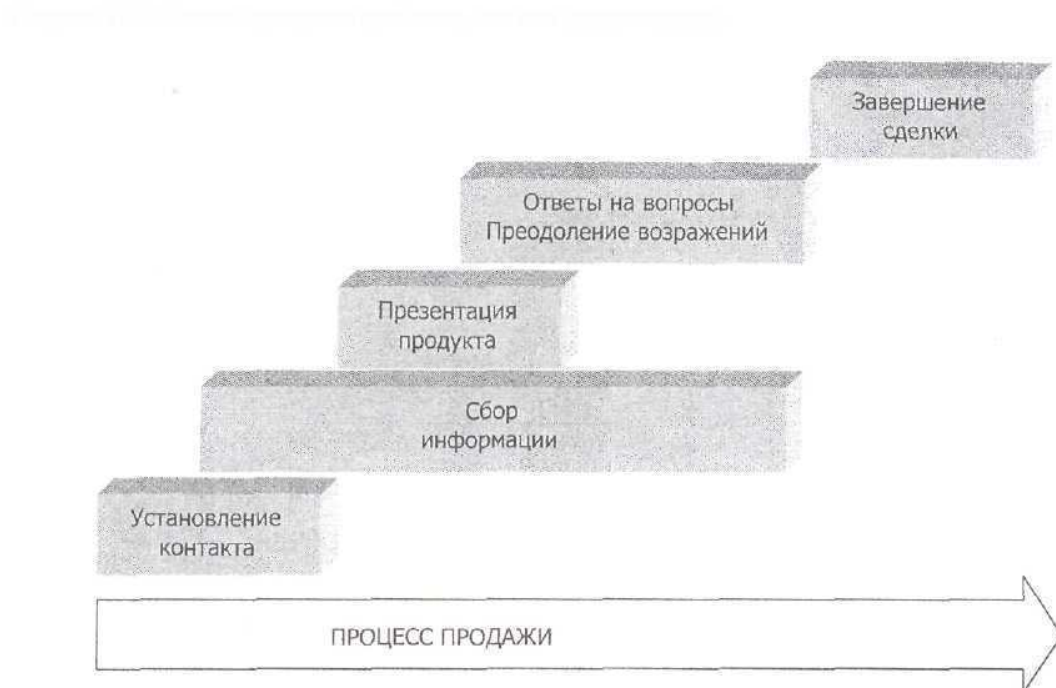 Завершение
сделки
Ответы на вопросы
Преодоление возражений
Презентация
продукта
Сбор
информации
Установление
контакта
ПРОЦЕСС ПРОДАЖИ